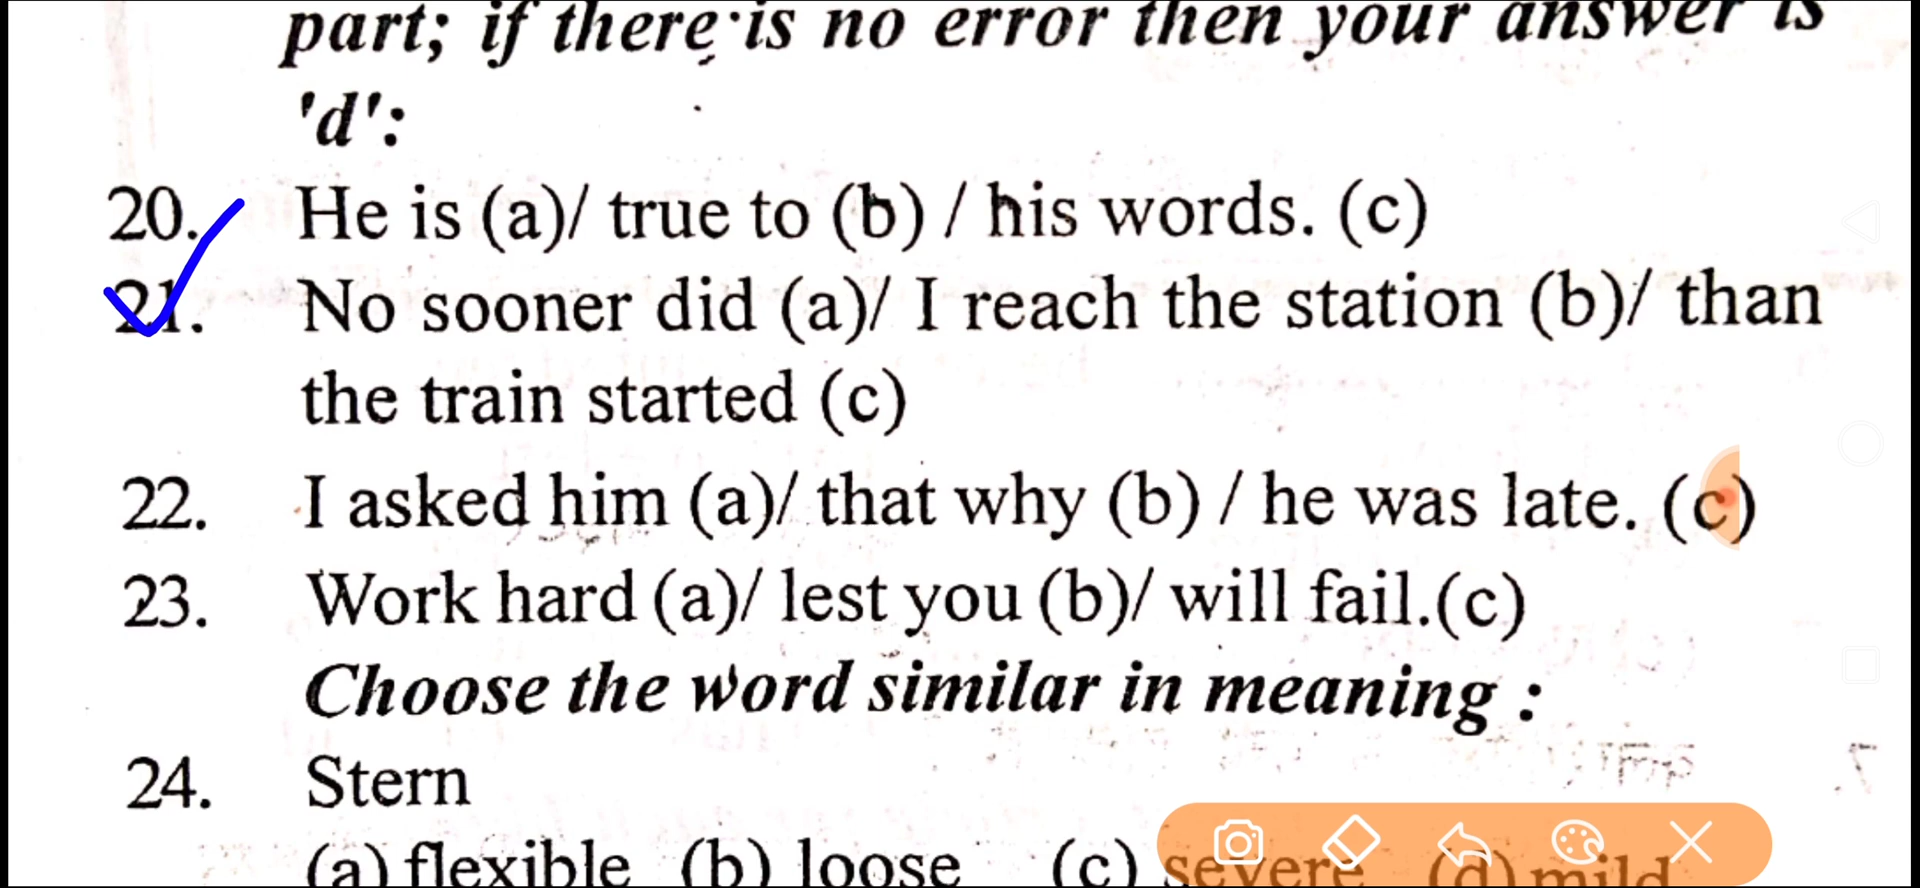 part; if there is no error then your answer is
'd':
20. He is (a)/ true to (b) / his words. (c)
21. No sooner did (a)/ I reach the station (b)/ than
the train started (c)
22. I asked him (a)/ that why (b) / he was late. (c)
23. Work hard (a)/ lest you (b)/ will fail.(c)
Choose the word similar in meaning :
24. Stern
(a) flexible (b) loose (c) severe (d) mild